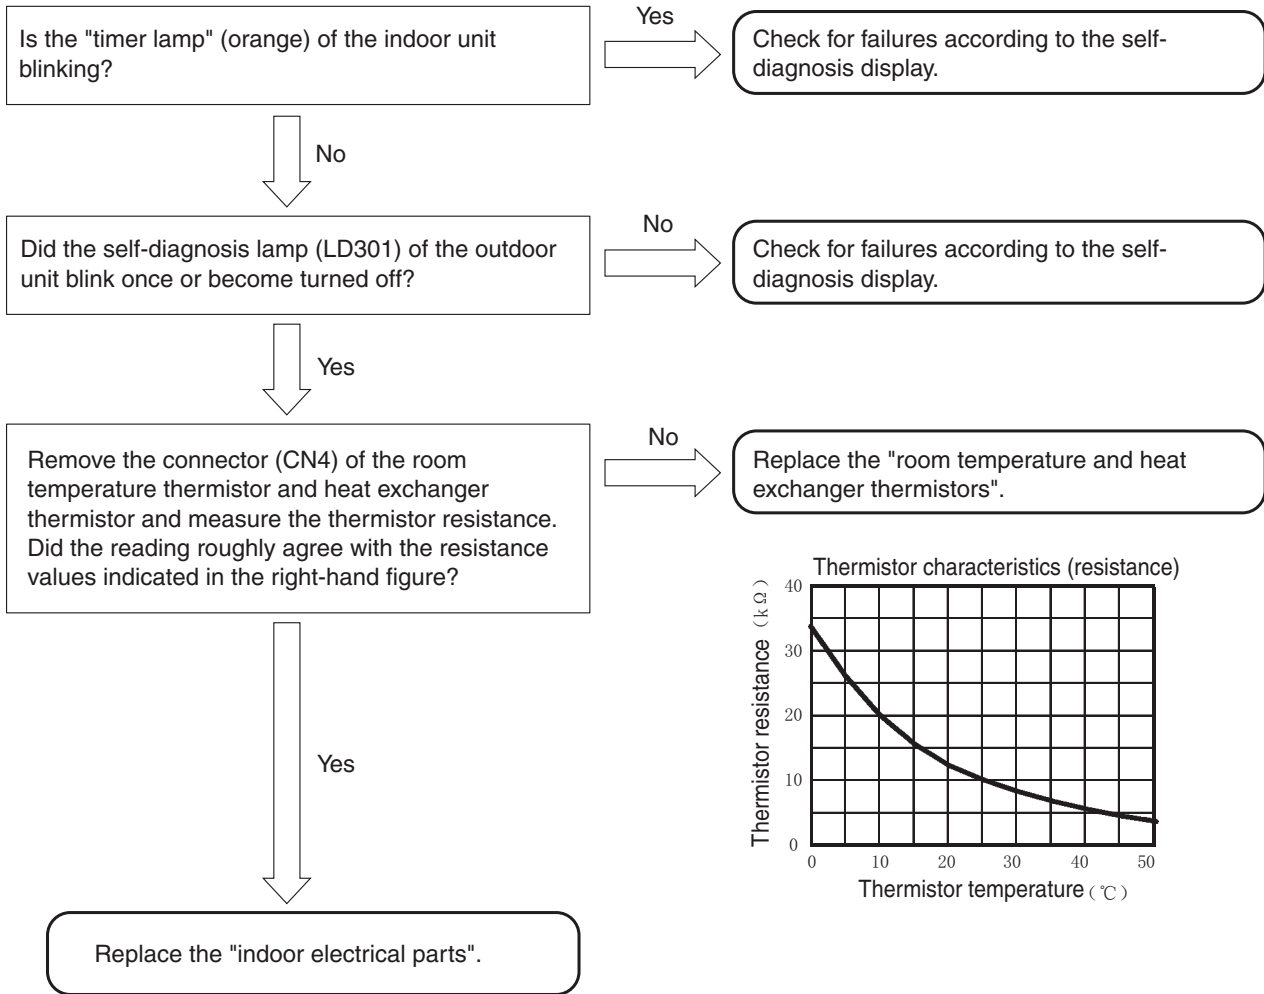 Is the "timer lamp" (orange) of the indoor unit
blinking?
Yes
Check for failures according to the self-
diagnosis display.
No
Did the self-diagnosis lamp (LD301) of the outdoor
unit blink once or become turned off?
No
Check for failures according to the self-
diagnosis display.
Yes
Remove the connector (CN4) of the room
temperature thermistor and heat exchanger
thermistor and measure the thermistor resistance.
Did the reading roughly agree with the resistance
values indicated in the right-hand figure?
No
Replace the "room temperature and heat
exchanger thermistors".
Yes
Replace the "indoor electrical parts".
Thermistor characteristics (resistance)
Thermistor resistance (kΩ)
40
30
20
10
0
0 10 20 30 40 50
Thermistor temperature (℃)